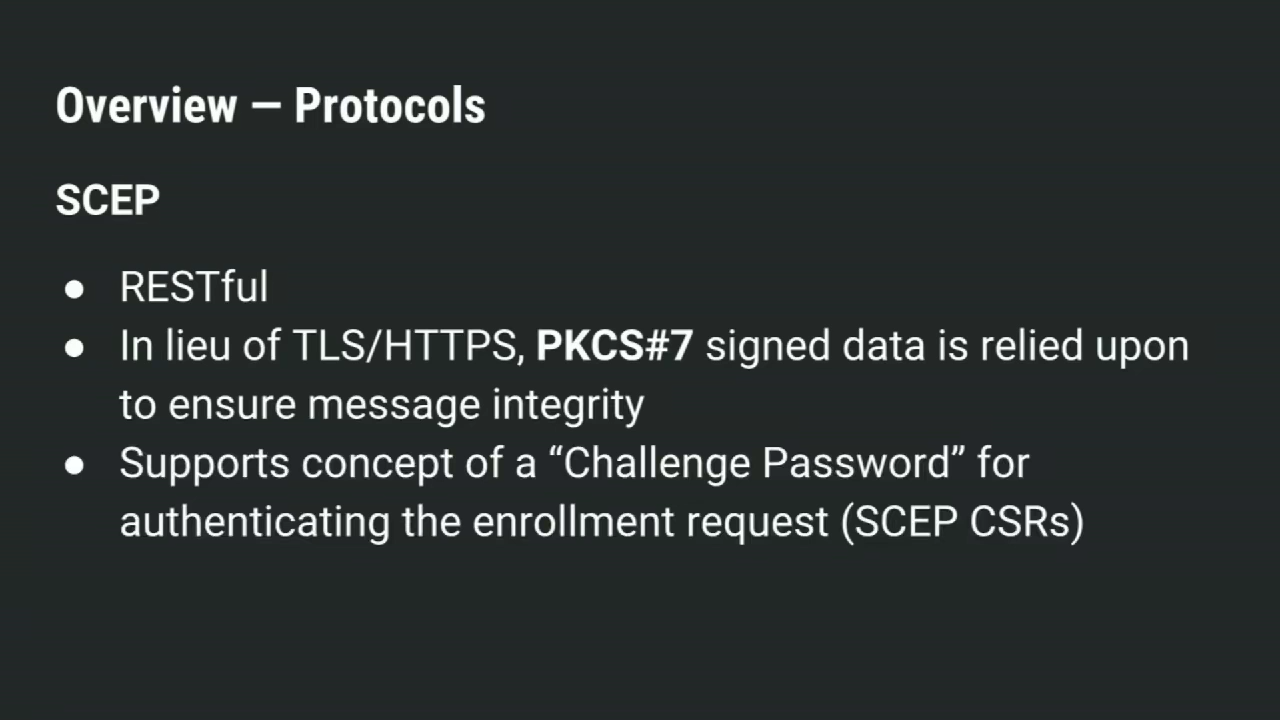 Overview — Protocols
SCEP
● RESTful
● In lieu of TLS/HTTPS, PKCS#7 signed data is relied upon
to ensure message integrity
● Supports concept of a “Challenge Password” for
authenticating the enrollment request (SCEP CSRs)